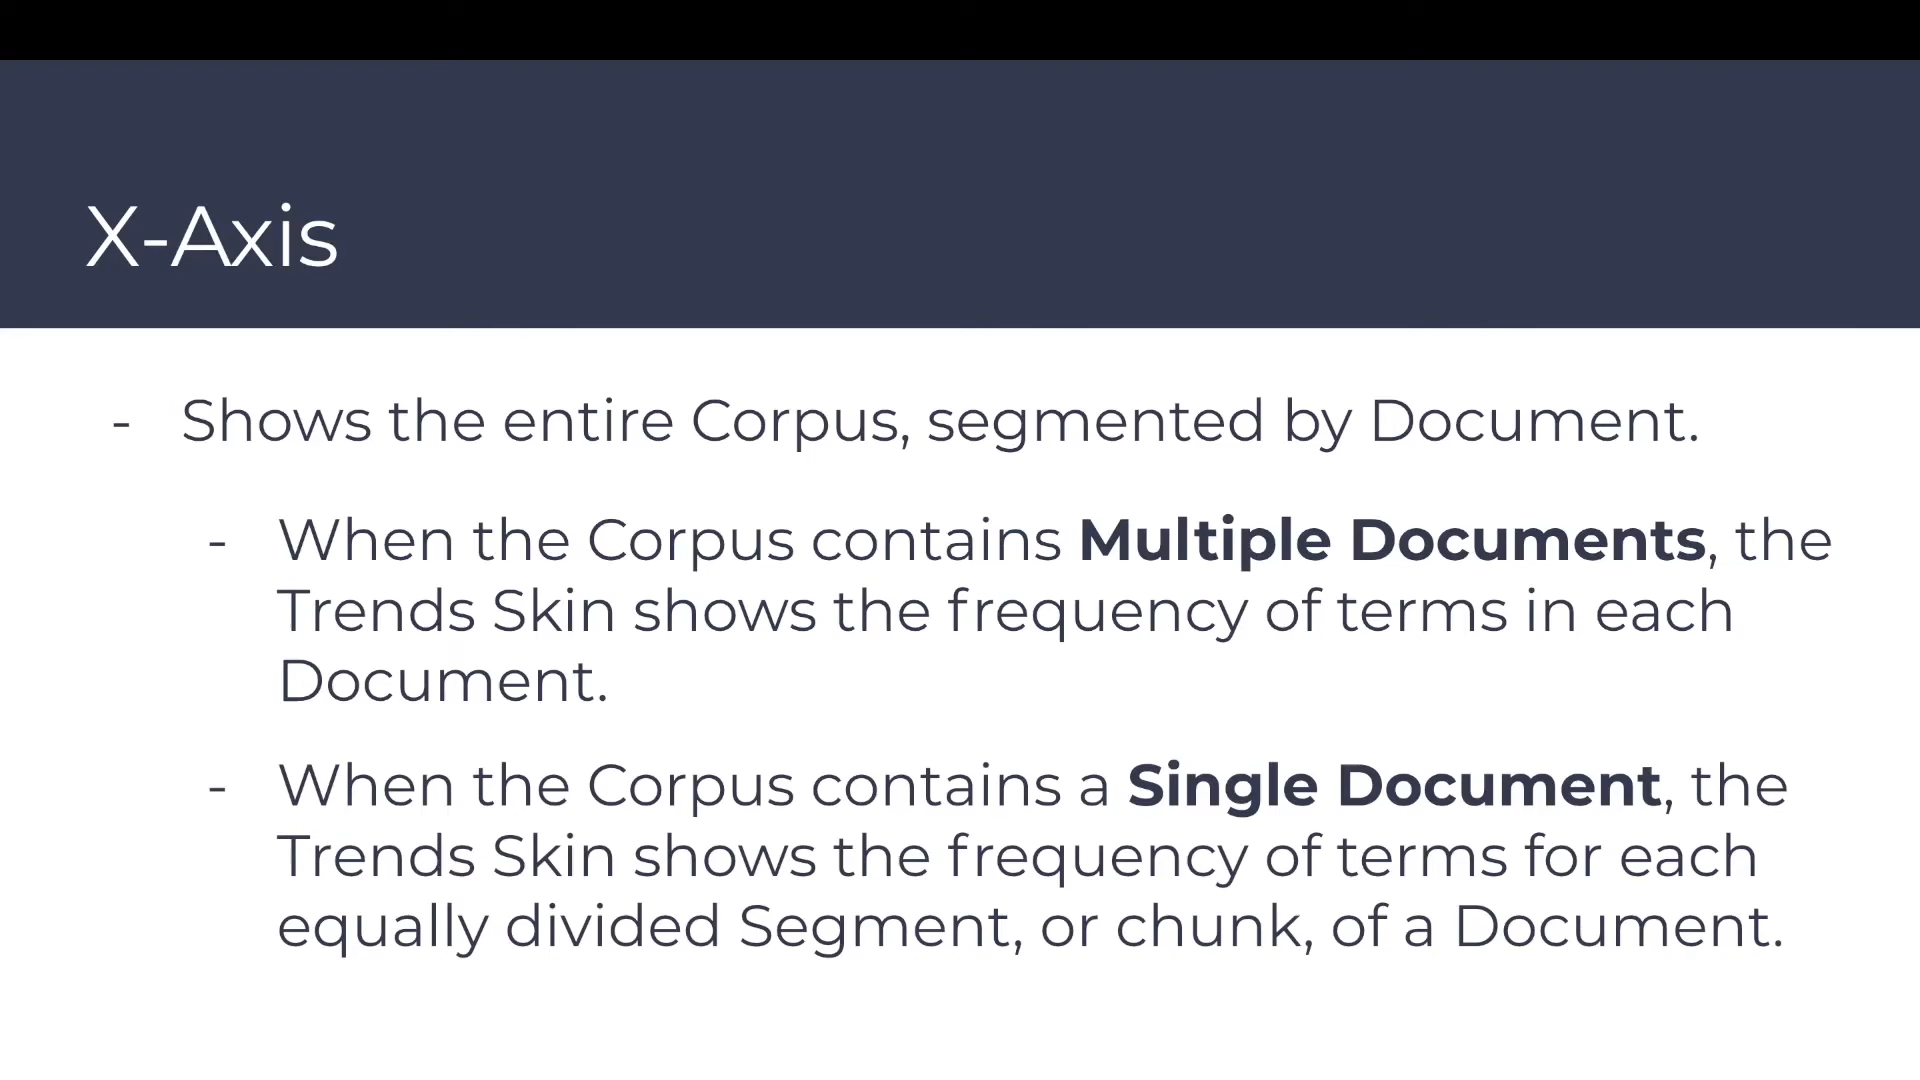 X-Axis
- Shows the entire Corpus, segmented by Document.
- When the Corpus contains Multiple Documents, the
Trends Skin shows the frequency of terms in each
Document.
- When the Corpus contains a Single Document, the
Trends Skin shows the frequency of terms for each
equally divided Segment, or chunk, of a Document.